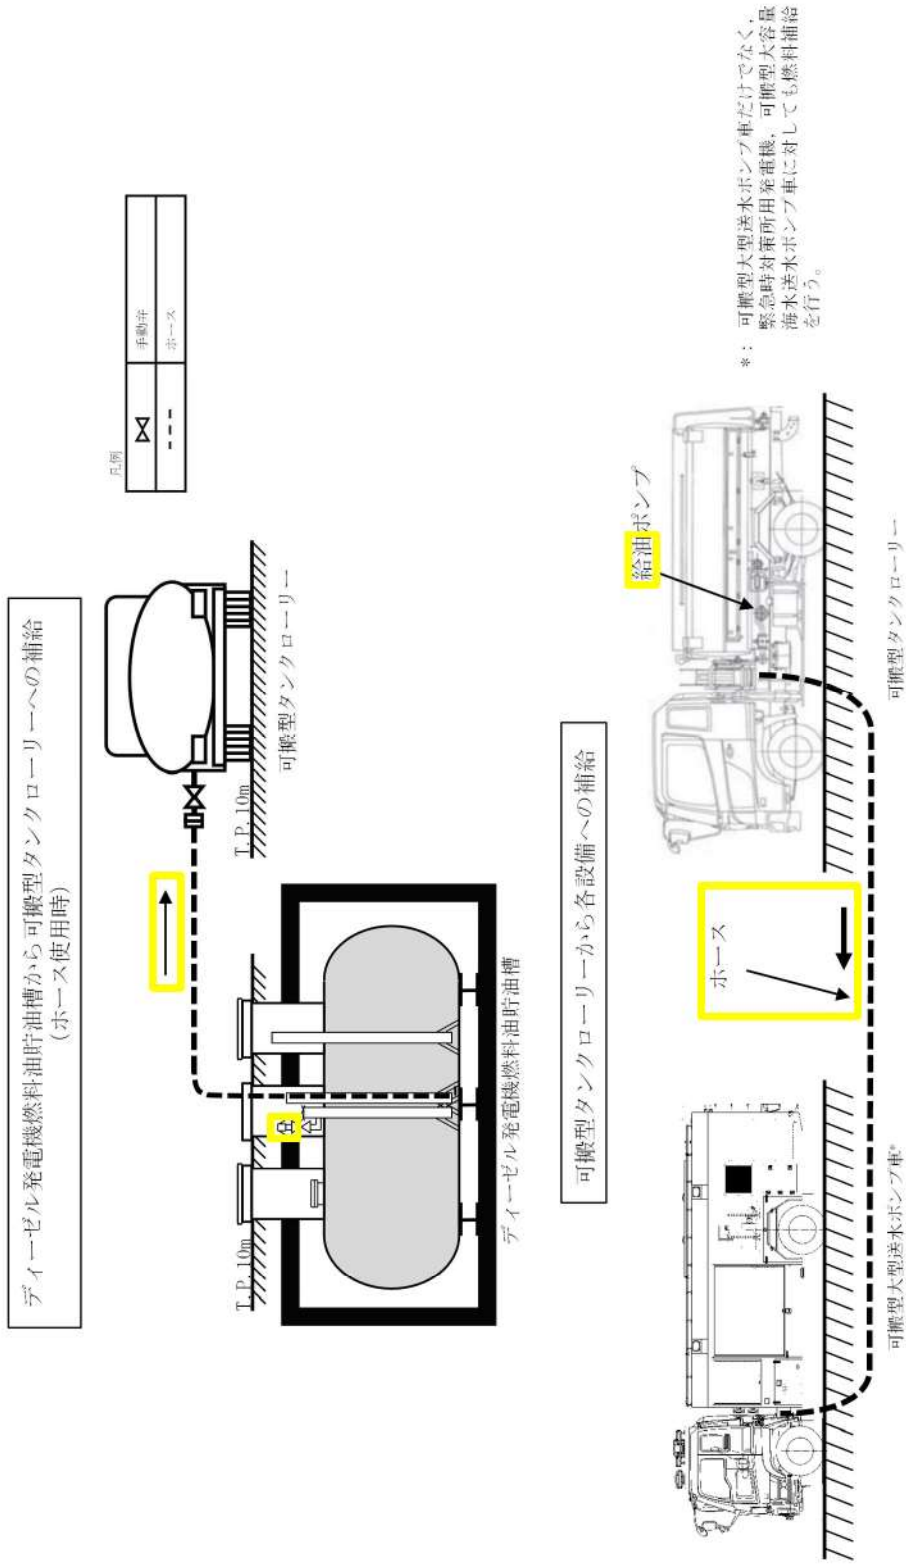 ディーゼル発電機燃料油貯油槽から可搬型タンクローリーへの補給
(ホース使用時)
凡例
手動弁
ホース
T.P. 10m
T.P. 10m
可搬型タンクローリー
ディーゼル発電機燃料油貯油槽
可搬型タンクローリーから各設備への補給
ホース
給油ポンプ
可搬型大型送水ポンプ車*
可搬型タンクローリー
*: 可搬型大型送水ポンプ車だけでなく,
緊急時対策所用発電機, 可搬型大容量
海水送水ポンプ車に対しても燃料補給
を行う。